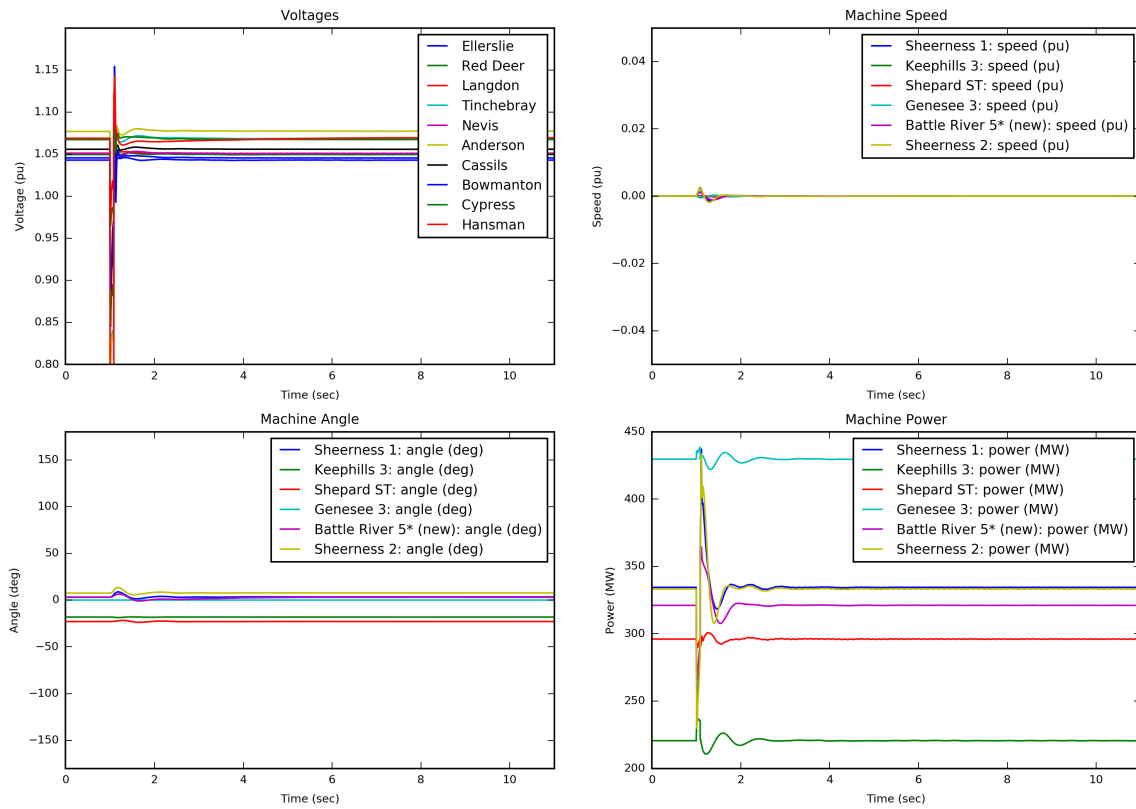 Voltages
1.15
1.10
1.05
1.00
0.95
0.90
0.85
0.80
Voltage (pu)
0 2 4 6 8 10
Time (sec)
Ellerslie
Red Deer
Langdon
Tinchebray
Nevis
Anderson
Cassils
Bowmanton
Cypress
Hansman
Machine Speed
0.04
0.02
0.00
−0.02
−0.04
Speed (pu)
0 2 4 6 8 10
Time (sec)
Sheerness 1: speed (pu)
Keephills 3: speed (pu)
Shepard ST: speed (pu)
Genesee 3: speed (pu)
Battle River 5* (new): speed (pu)
Sheerness 2: speed (pu)
Machine Angle
150
100
50
0
−50
−100
−150
Angle (deg)
0 2 4 6 8 10
Time (sec)
Sheerness 1: angle (deg)
Keephills 3: angle (deg)
Shepard ST: angle (deg)
Genesee 3: angle (deg)
Battle River 5* (new): angle (deg)
Sheerness 2: angle (deg)
Machine Power
450
400
350
300
250
200
Power (MW)
0 2 4 6 8 10
Time (sec)
Sheerness 1: power (MW)
Keephills 3: power (MW)
Shepard ST: power (MW)
Genesee 3: power (MW)
Battle River 5* (new): power (MW)
Sheerness 2: power (MW)